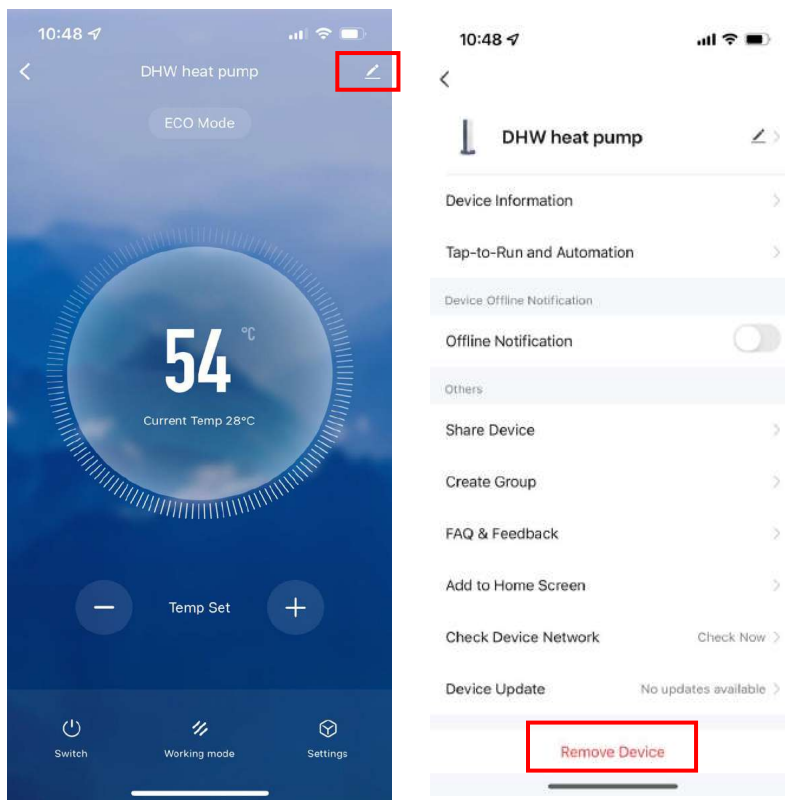 10:48
DHW heat pump
ECO Mode
54 °C
Current Temp 28°C
Temp Set
Switch
Working mode
Settings
10:48
DHW heat pump
Device Information
Tap-to-Run and Automation
Device Offline Notification
Offline Notification
Others
Share Device
Create Group
FAQ & Feedback
Add to Home Screen
Check Device Network Check Now
Device Update No updates available
Remove Device